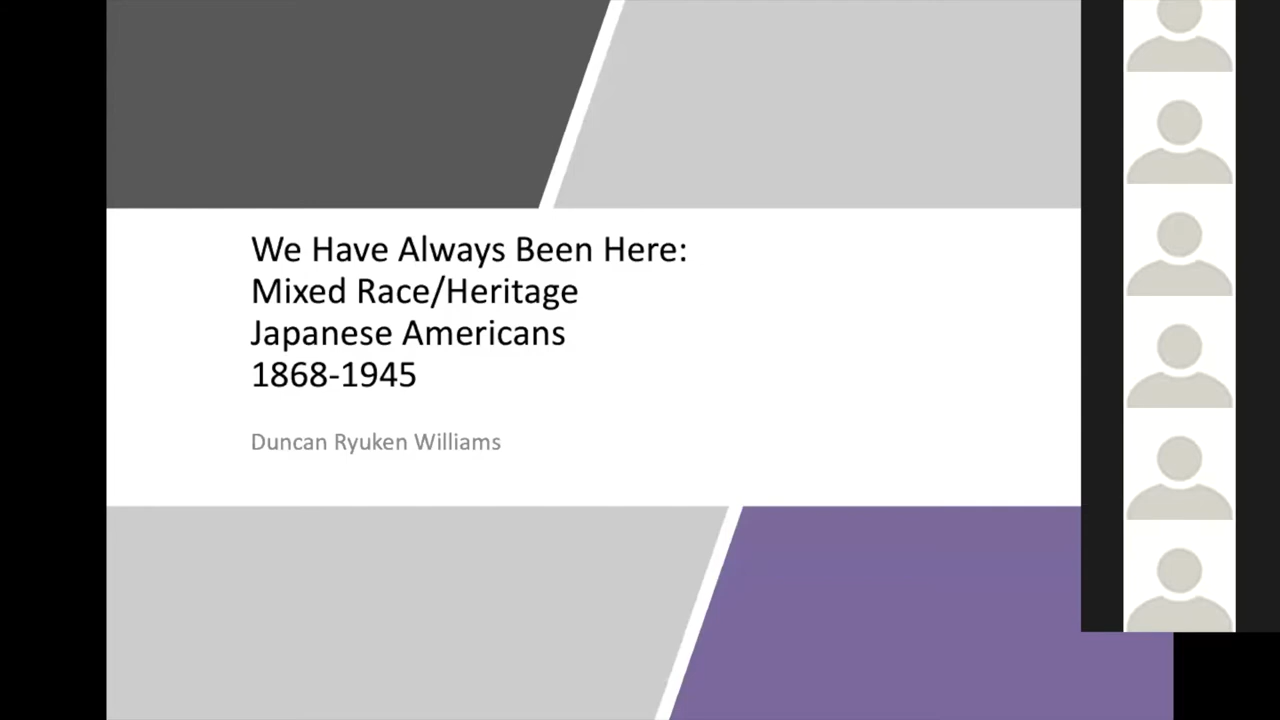 We Have Always Been Here:
Mixed Race/Heritage
Japanese Americans
1868-1945
Duncan Ryuken Williams